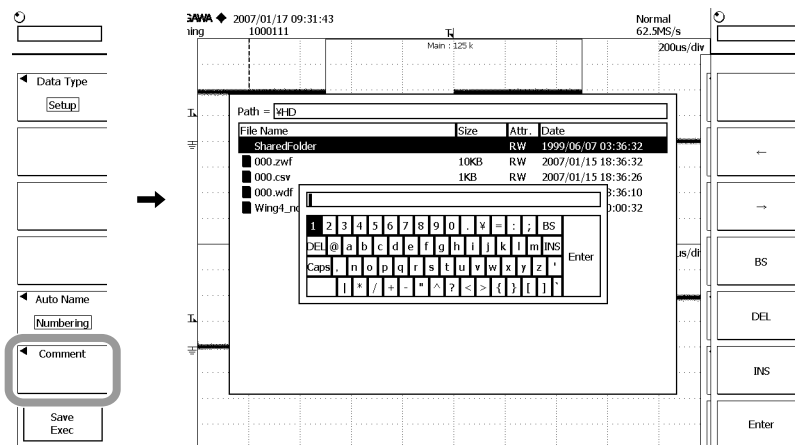 Data Type
Setup
Auto Name
Numbering
Comment
Save
Exec
2007/01/17 09:31:43
1000111
Normal
62.5MS/s
Main : 125 k
200us/div
Path = ¥HD
File Name Size Attr. Date
SharedFolder RW 1999/06/07 03:36:32
000.zwf 10KB RW 2007/01/15 18:36:32
000.csv 1KB RW 2007/01/15 18:36:26
000.wdf 3:36:10
Wing4_no 0:00:32
1 2 3 4 5 6 7 8 9 0 . ¥ = : ; BS
DEL @ a b c d e f g h i j k l m INS
Caps , n o p q r s t u v w x y z '
| * / + - " ^ ? < > { } [ ] `
Enter
us/di
←
→
BS
DEL
INS
Enter